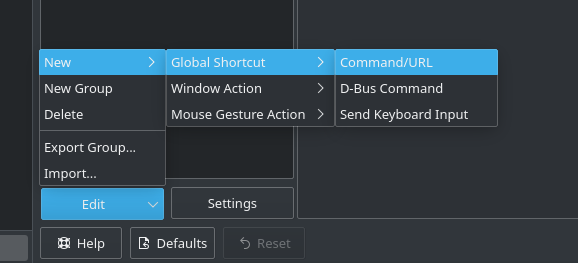 New Global Shortcut Command/URL
New Group Window Action D-Bus Command
Delete Mouse Gesture Action Send Keyboard Input
Export Group...
Import...
Edit Settings
Help Defaults Reset